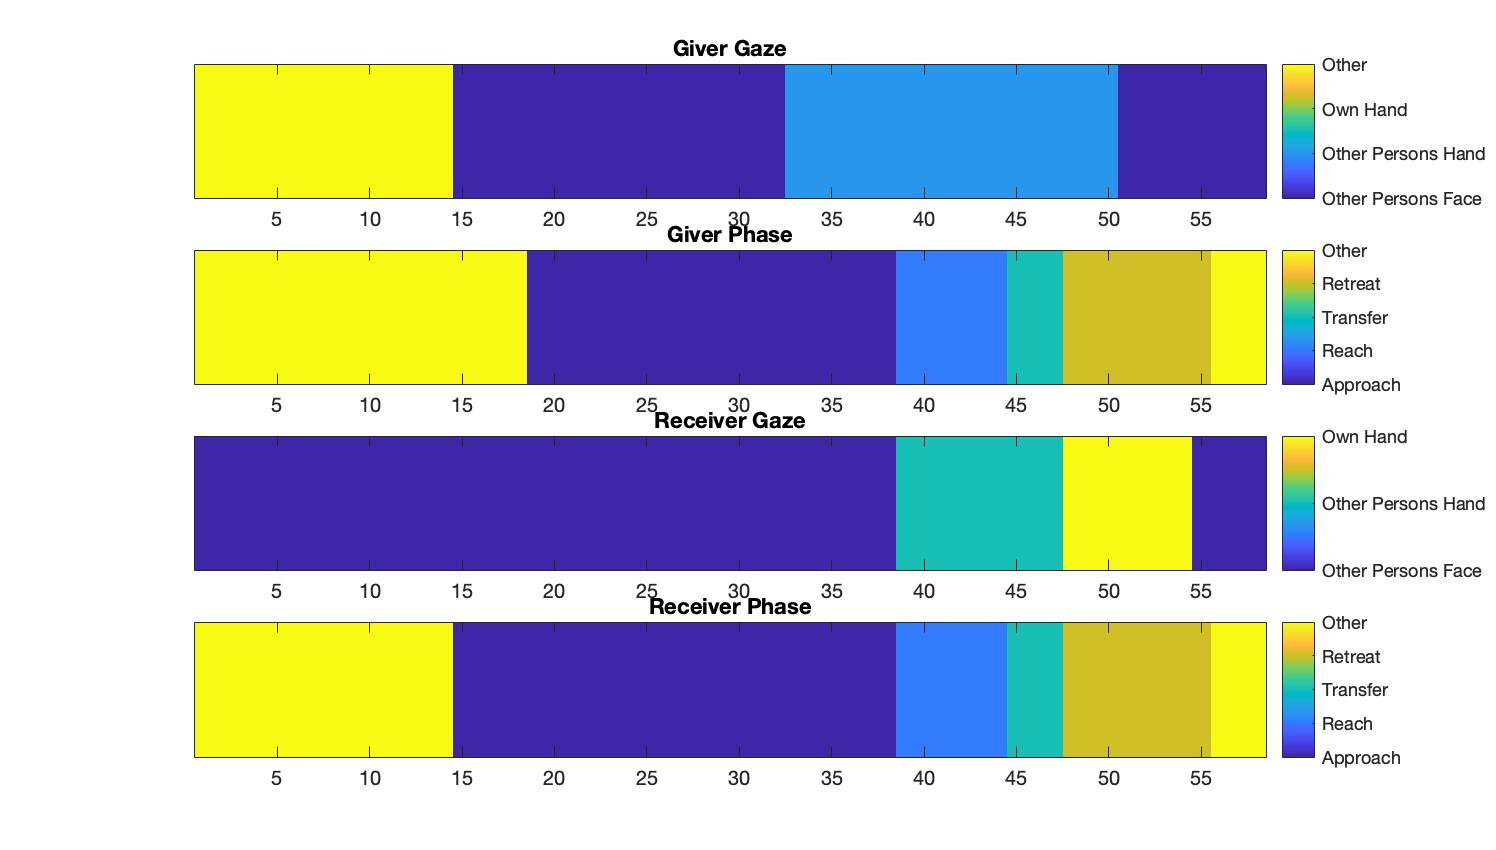 Giver Gaze
Other
Own Hand
Other Persons Hand
Other Persons Face
5 10 15 20 25 30 35 40 45 50 55
Giver Phase
Other
Retreat
Transfer
Reach
Approach
5 10 15 20 25 30 35 40 45 50 55
Receiver Gaze
Own Hand
Other Persons Hand
Other Persons Face
5 10 15 20 25 30 35 40 45 50 55
Receiver Phase
Other
Retreat
Transfer
Reach
Approach
5 10 15 20 25 30 35 40 45 50 55